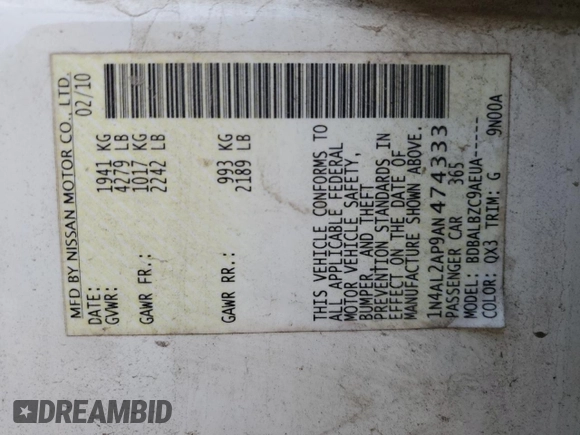 MFD BY NISSAN MOTOR CO., LTD.
DATE: 02/10
GVWR: 1941 KG
4279 LB
GAWR FR.: 1017 KG
2242 LB
GAWR RR.: 993 KG
2189 LB
THIS VEHICLE CONFORMS TO
ALL APPLICABLE FEDERAL
MOTOR VEHICLE SAFETY,
BUMPER, AND THEFT
PREVENTION STANDARDS IN
EFFECT ON THE DATE OF
MANUFACTURE SHOWN ABOVE.
1N4AL2AP9AN474333
PASSENGER CAR 365
MODEL: BDBALBZC9AEUA-----
COLOR: QX3 TRIM: G 9N00A
DREAMBID